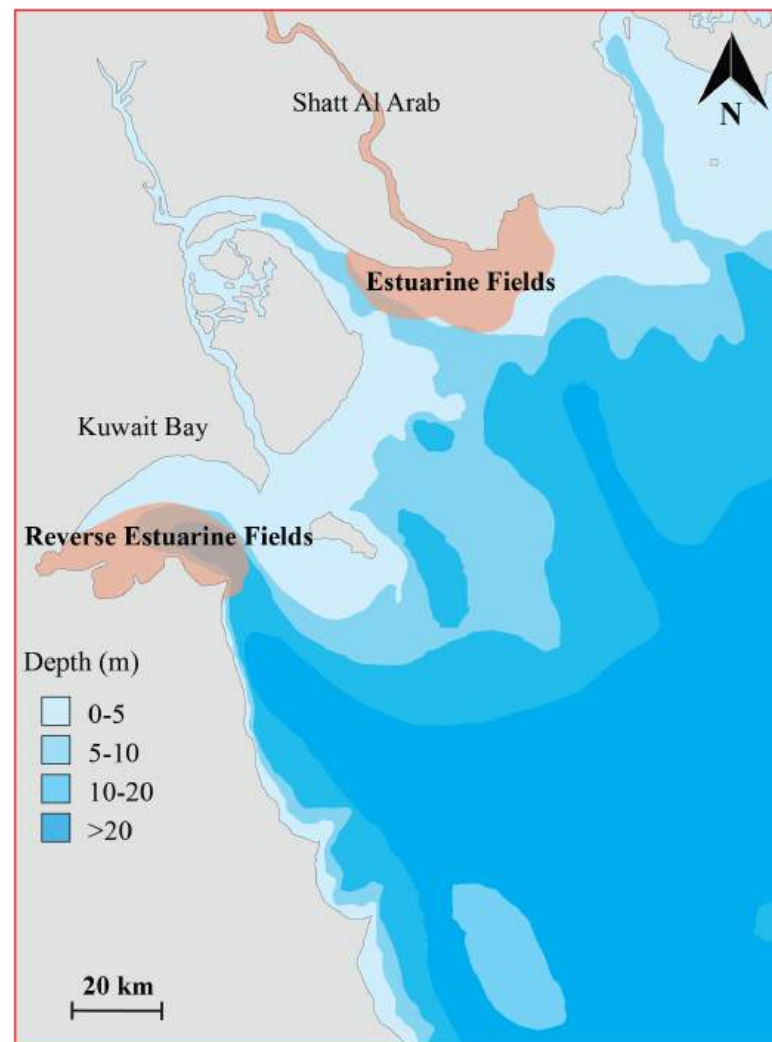 Shatt Al Arab
N
Estuarine Fields
Kuwait Bay
Reverse Estuarine Fields
Depth (m)
0-5
5-10
10-20
>20
20 km